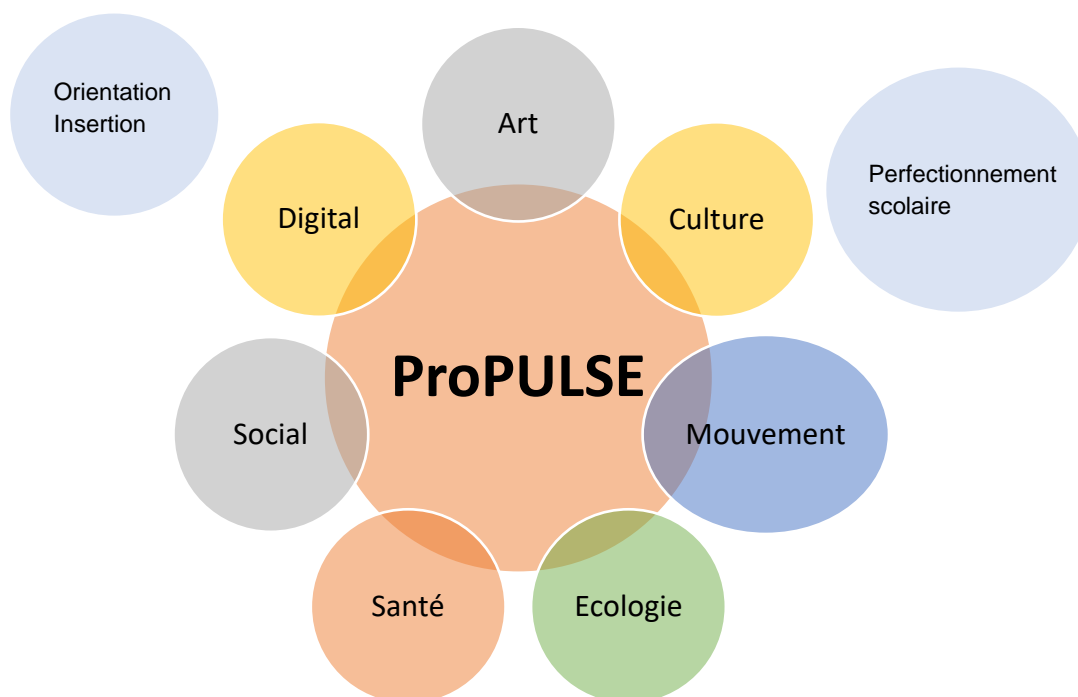 Orientation
Insertion
Art
Perfectionnement
scolaire
Digital
Culture
ProPULSE
Social
Mouvement
Santé
Ecologie